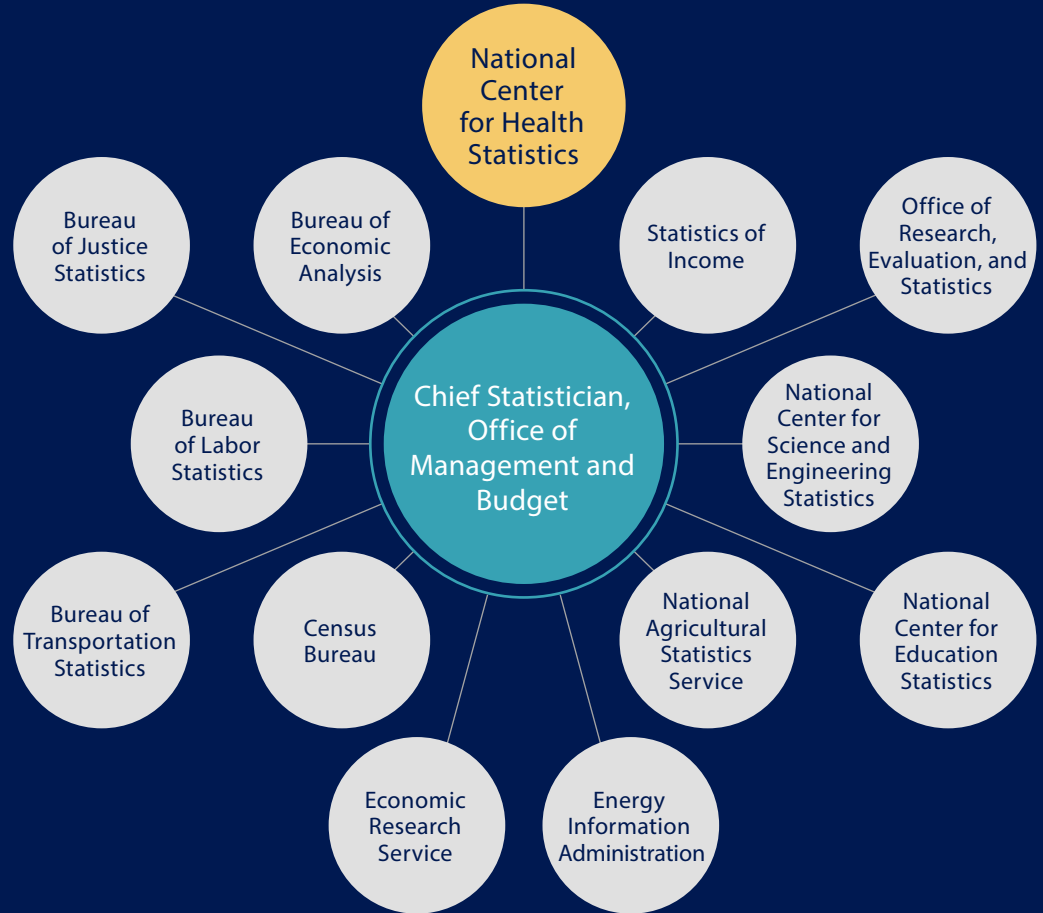 National
Center
for Health
Statistics
Bureau
of Justice
Statistics
Bureau of
Economic
Analysis
Statistics of
Income
Office of
Research,
Evaluation, and
Statistics
Bureau
of Labor
Statistics
Chief Statistician,
Office of
Management and
Budget
National
Center for
Science and
Engineering
Statistics
Bureau of
Transportation
Statistics
Census
Bureau
National
Agricultural
Statistics
Service
National
Center for
Education
Statistics
Economic
Research
Service
Energy
Information
Administration